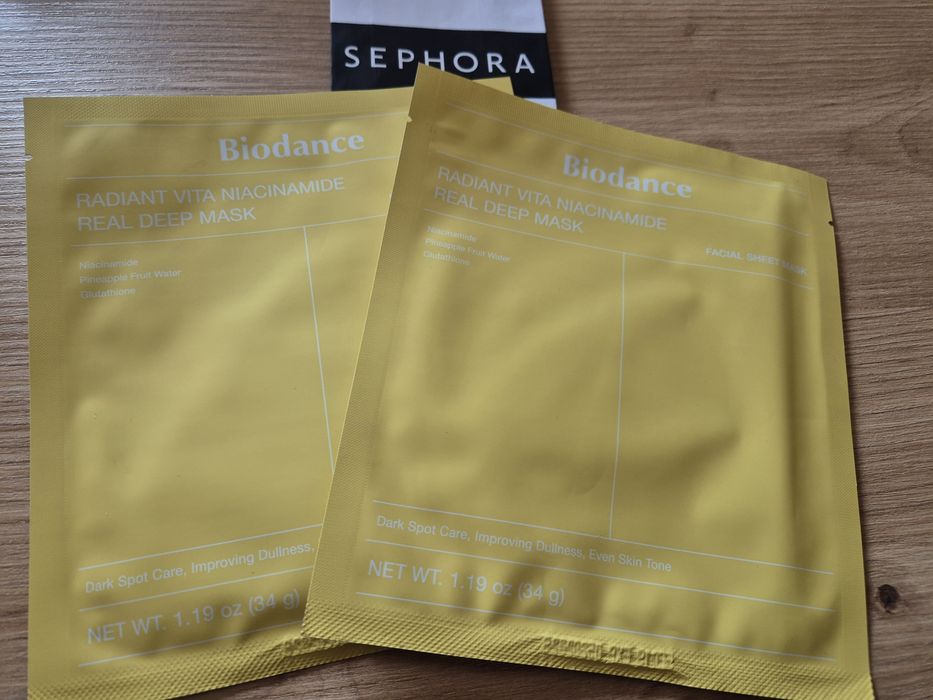 SEPHORA
Biodance
RADIANT VITA NIACINAMIDE
REAL DEEP MASK
Niacinamide
Pineapple Fruit Water
Glutathione
Dark Spot Care, Improving Dullness,
NET WT. 1.19 oz (34 g)
Biodance
RADIANT VITA NIACINAMIDE
REAL DEEP MASK
FACIAL SHEET MASK
Niacinamide
Pineapple Fruit Water
Glutathione
Dark Spot Care, Improving Dullness, Even Skin Tone
NET WT. 1.19 oz (34 g)